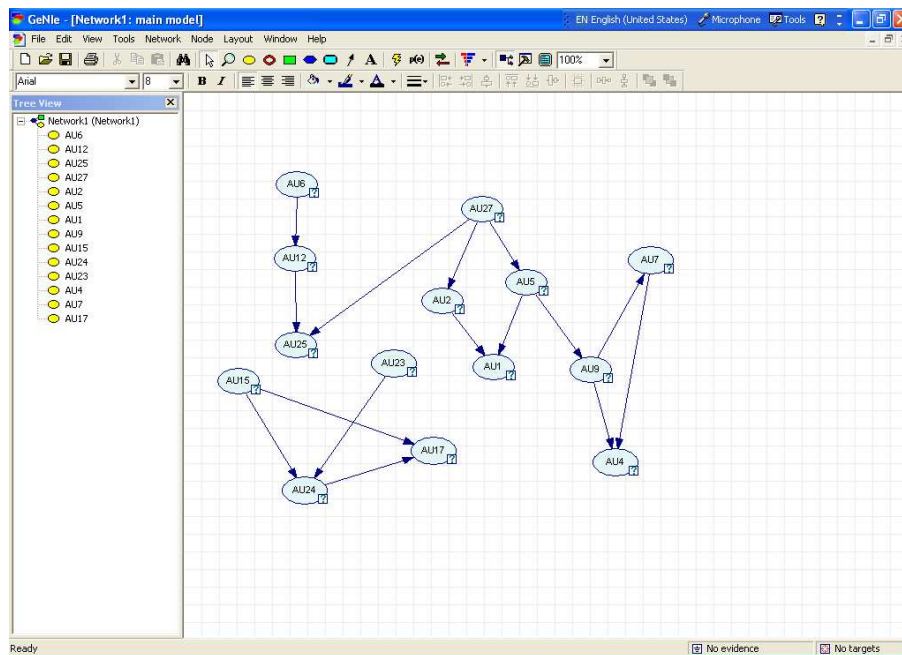 GeNIe - [Network1: main model]
EN English (United States) Microphone Tools ?
File Edit View Tools Network Node Layout Window Help
A p(e) 100%
Arial 8 B I A
Tree View
Network1 (Network1)
AU6
AU12
AU25
AU27
AU2
AU5
AU1
AU9
AU15
AU24
AU23
AU4
AU7
AU17
AU6 ?
AU27 ?
AU12 ?
AU7 ?
AU5 ?
AU2 ?
AU25 ?
AU23 ?
AU1 ?
AU9 ?
AU15 ?
AU17 ?
AU4 ?
AU24 ?
Ready
No evidence
No targets